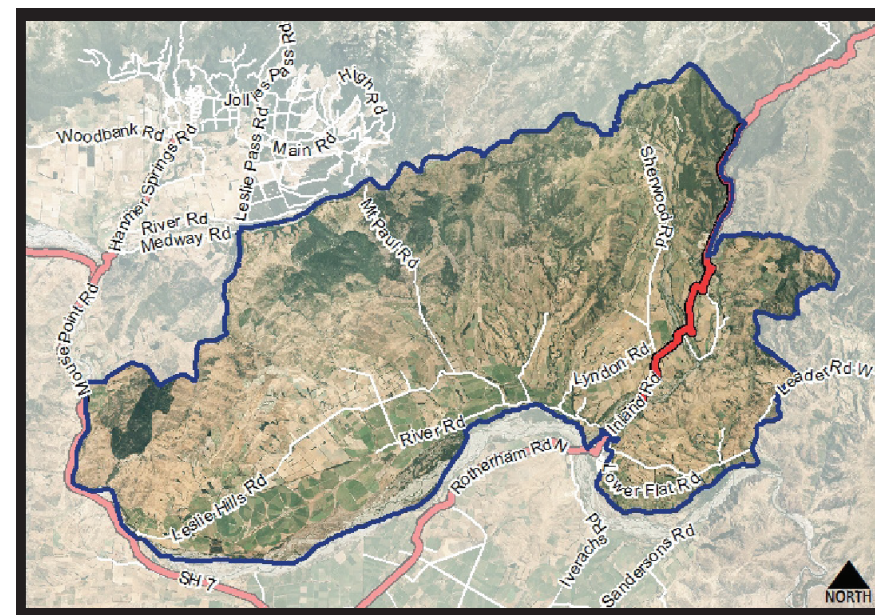 High Rd
Jollies Pass Rd
Woodbank Rd
Hanmer Springs Rd
Leslie Pass Rd
Main Rd
Sherwood Rd
River Rd
Medway Rd
Mt Paul Rd
Mouse Point Rd
Lyndon Rd
Leader Rd W
Inland Rd
River Rd
Rotherham Rd N
Leslie Hills Rd
Lower Flat Rd
Iverachs Rd
Sandersons Rd
SH 7
NORTH